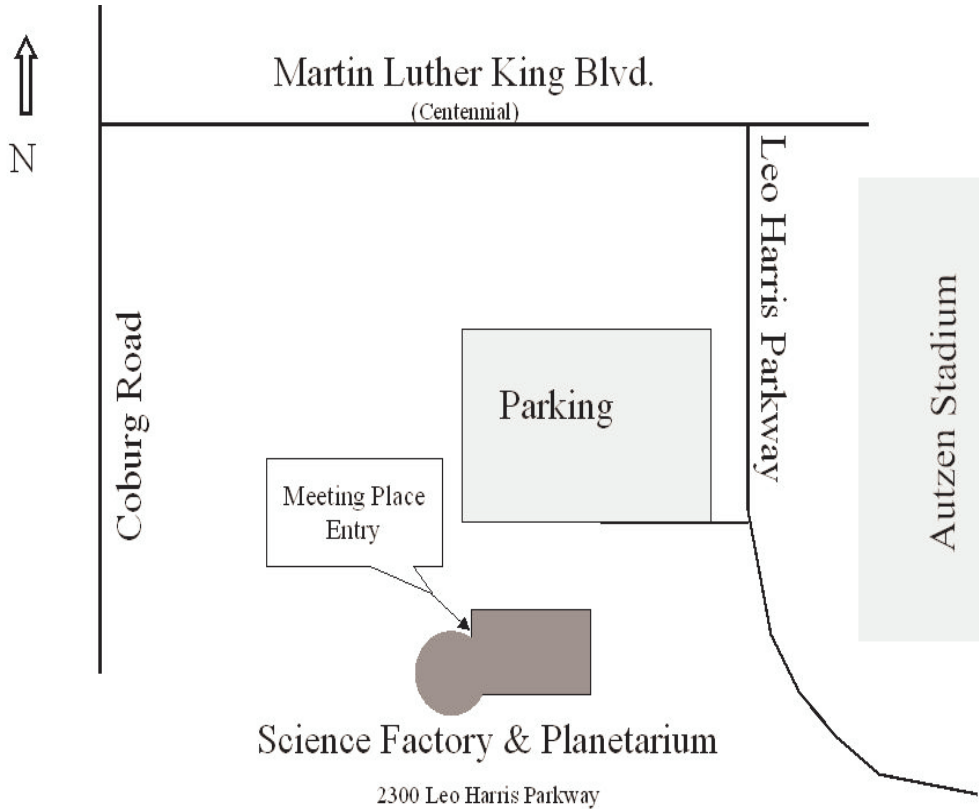 Martin Luther King Blvd.
(Centennial)
N
Leo Harris Parkway
Autzen Stadium
Coburg Road
Parking
Meeting Place
Entry
Science Factory & Planetarium
2300 Leo Harris Parkway